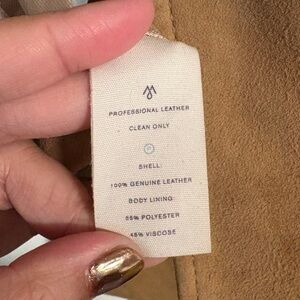 PROFESSIONAL LEATHER
CLEAN ONLY
SHELL:
100% GENUINE LEATHER
BODY LINING
55% POLYESTER
45% VISCOSE